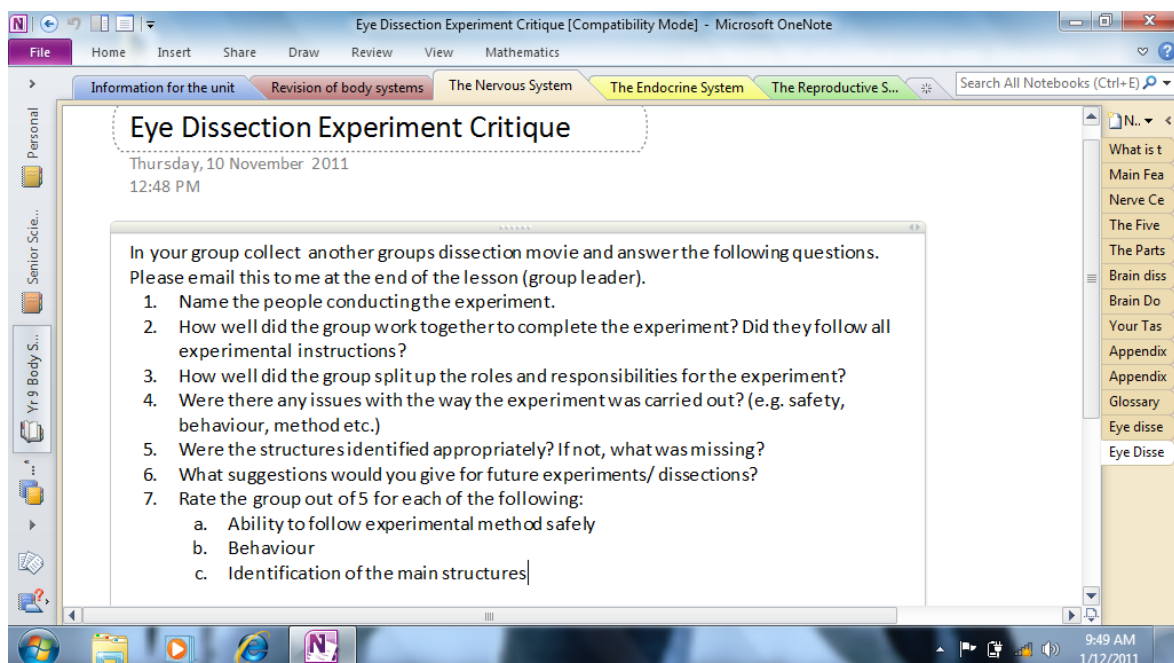 Eye Dissection Experiment Critique [Compatibility Mode] - Microsoft OneNote
File Home Insert Share Draw Review View Mathematics
Information for the unit Revision of body systems The Nervous System The Endocrine System The Reproductive S... Search All Notebooks (Ctrl+E)
Personal
Senior Scie...
Yr 9 Body S...
Eye Dissection Experiment Critique
Thursday, 10 November 2011
12:48 PM
In your group collect another groups dissection movie and answer the following questions.
Please email this to me at the end of the lesson (group leader).
1. Name the people conducting the experiment.
2. How well did the group work together to complete the experiment? Did they follow all
experimental instructions?
3. How well did the group split up the roles and responsibilities for the experiment?
4. Were there any issues with the way the experiment was carried out? (e.g. safety,
behaviour, method etc.)
5. Were the structures identified appropriately? If not, what was missing?
6. What suggestions would you give for future experiments/ dissections?
7. Rate the group out of 5 for each of the following:
a. Ability to follow experimental method safely
b. Behaviour
c. Identification of the main structures
N..
What is t
Main Fea
Nerve Ce
The Five
The Parts
Brain diss
Brain Do
Your Tas
Appendix
Appendix
Glossary
Eye disse
Eye Disse
9:49 AM
1/12/2011